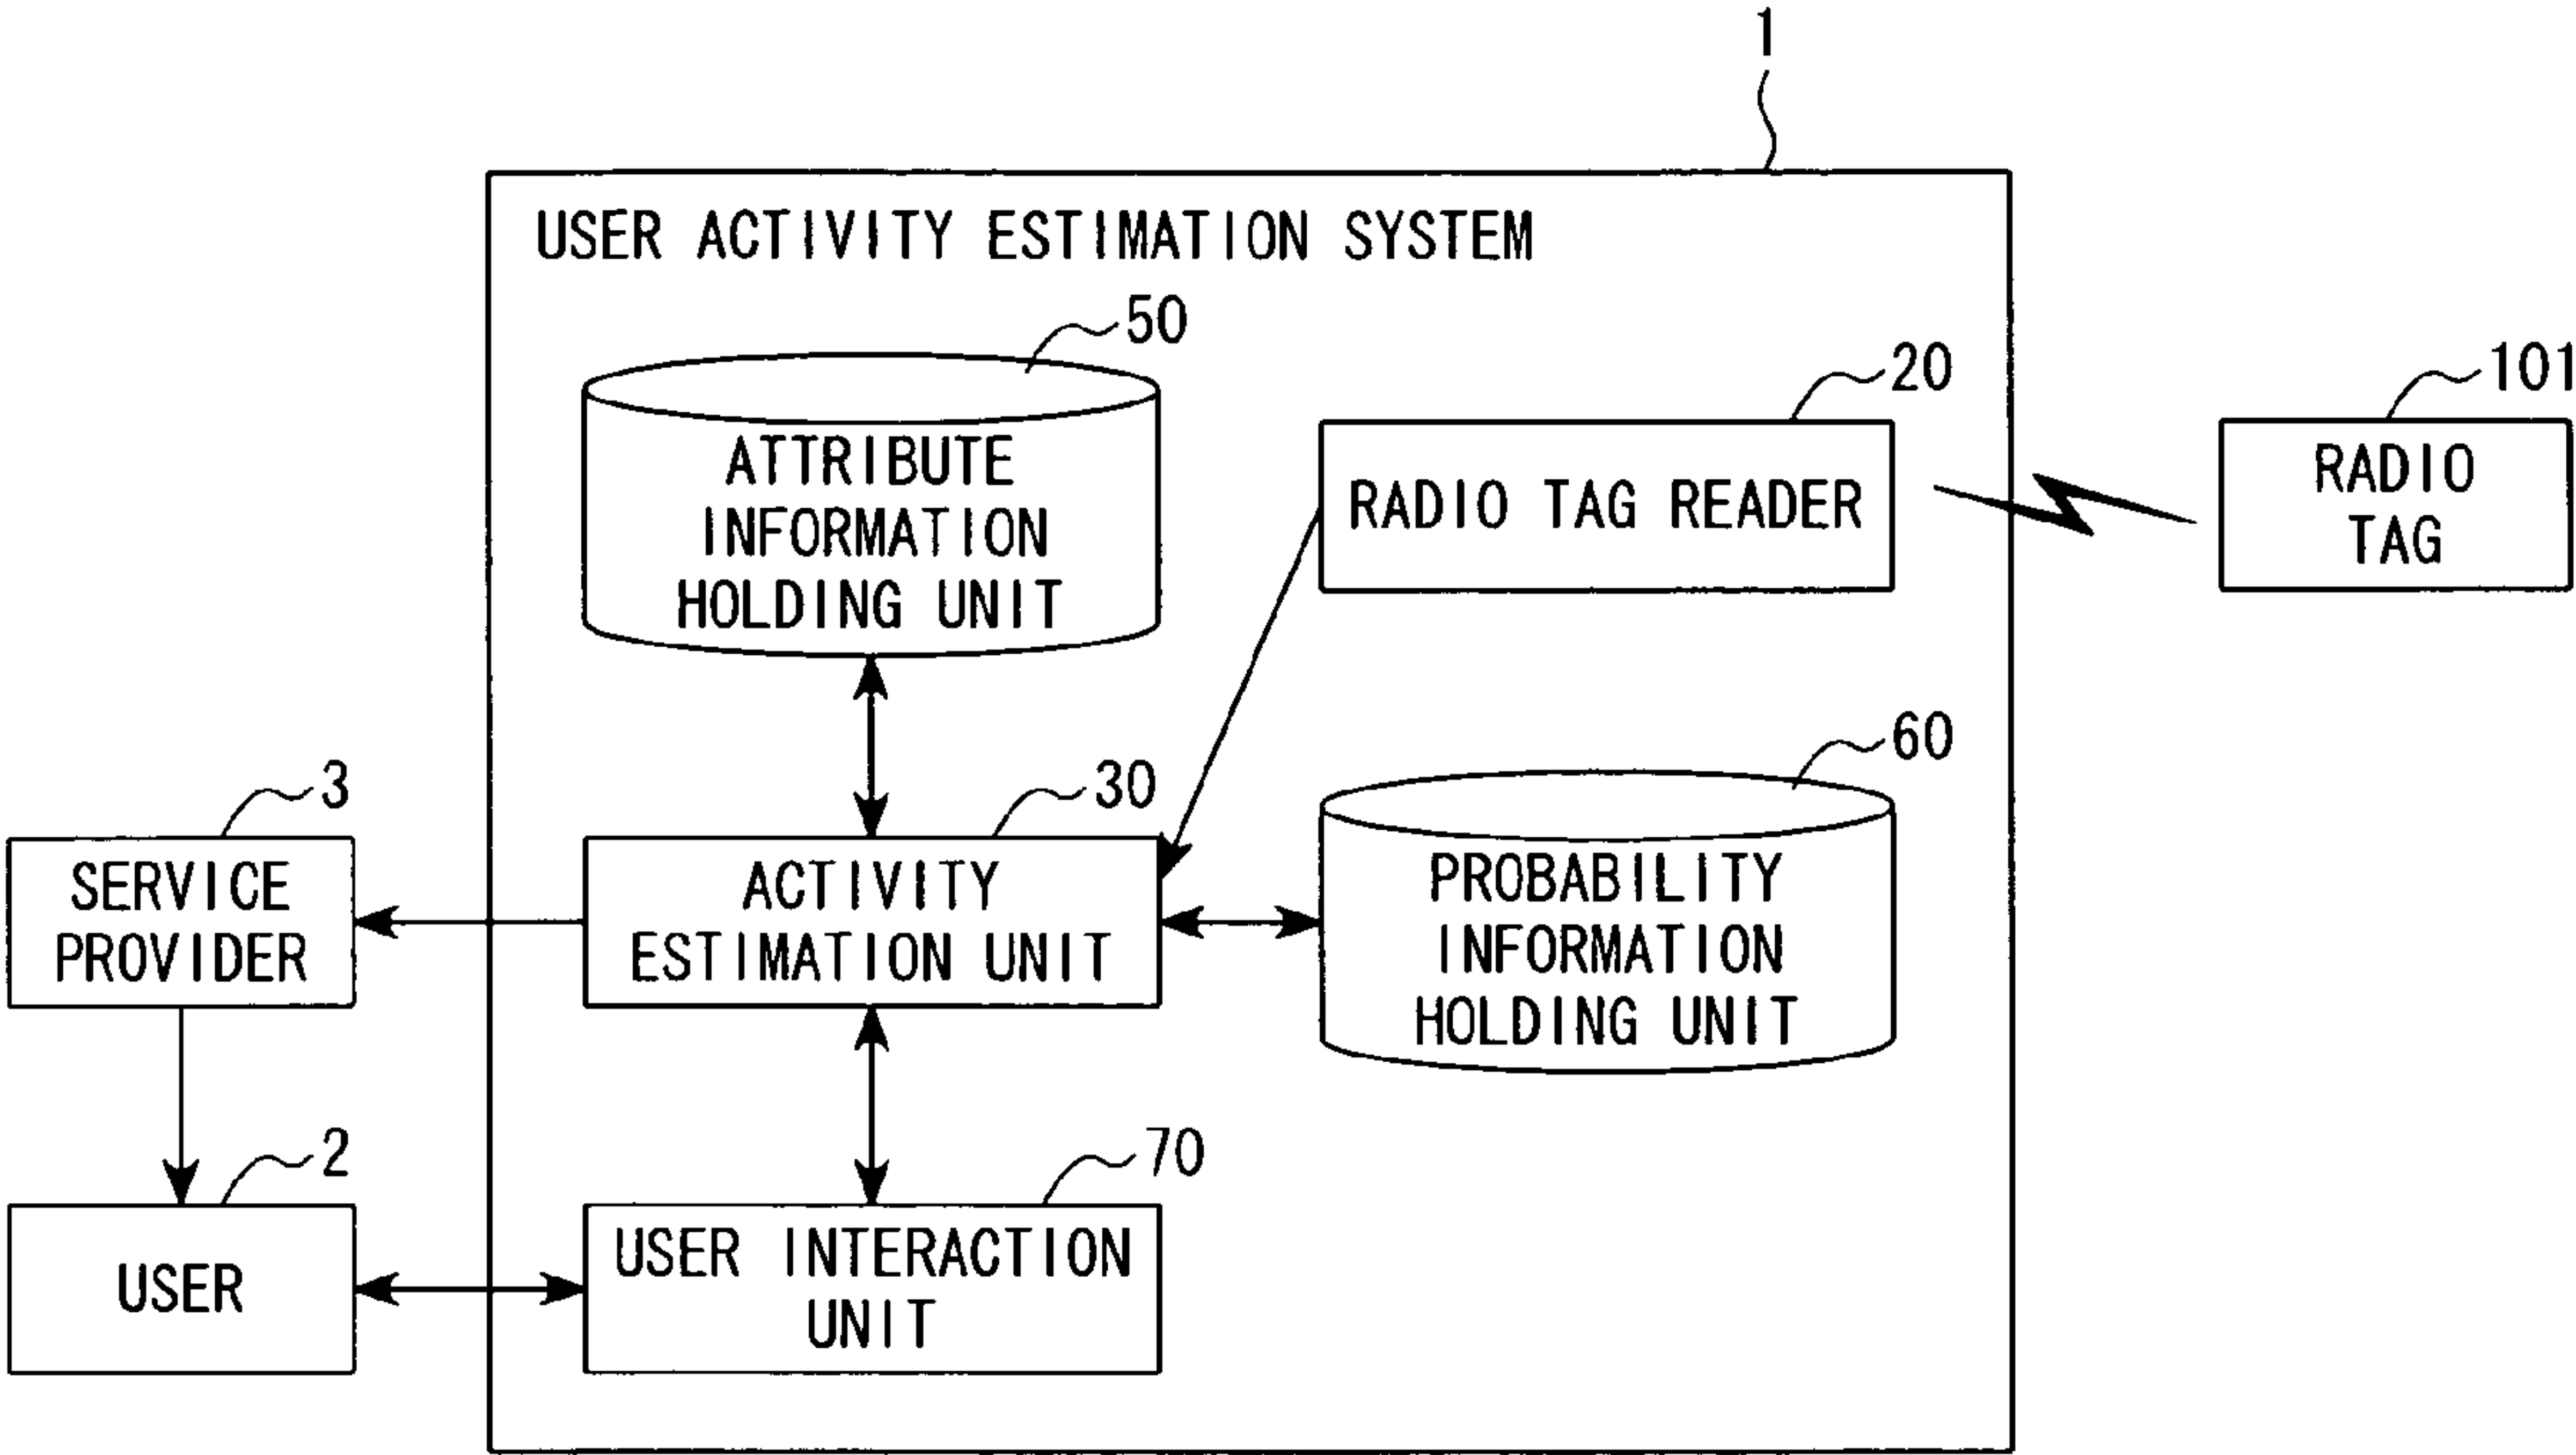 1
USER ACTIVITY ESTIMATION SYSTEM
50
ATTRIBUTE
INFORMATION
HOLDING UNIT
20
RADIO TAG READER
101
RADIO
TAG
3
SERVICE
PROVIDER
30
ACTIVITY
ESTIMATION UNIT
60
PROBABILITY
INFORMATION
HOLDING UNIT
2
USER
70
USER INTERACTION
UNIT